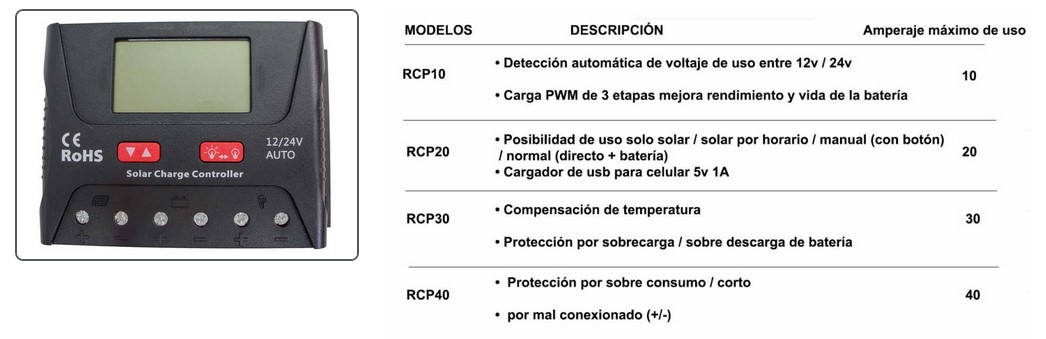 CE
RoHS
12/24V
AUTO
Solar Charge Controller
+ − + − + −
MODELOS DESCRIPCIÓN Amperaje máximo de uso
RCP10
• Detección automática de voltaje de uso entre 12v / 24v
10
• Carga PWM de 3 etapas mejora rendimiento y vida de la batería
• Posibilidad de uso solo solar / solar por horario / manual (con botón)
RCP20
20
/ normal (directo + batería)
• Cargador de usb para celular 5v 1A
• Compensación de temperatura
RCP30
30
• Protección por sobrecarga / sobre descarga de batería
• Protección por sobre consumo / corto
RCP40
40
• por mal conexionado (+/-)